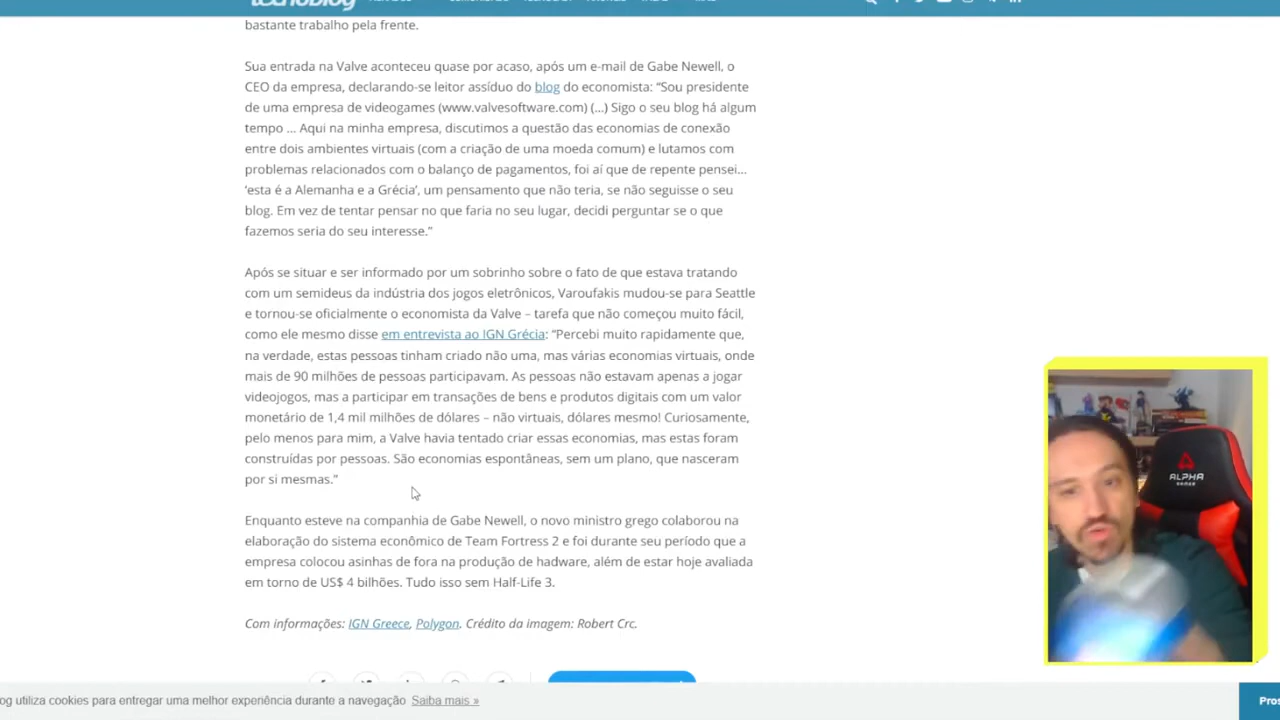 tecnoblog
bastante trabalho pela frente.
Sua entrada na Valve aconteceu quase por acaso, após um e-mail de Gabe Newell, o
CEO da empresa, declarando-se leitor assíduo do blog do economista: “Sou presidente
de uma empresa de videogames (www.valvesoftware.com) (…) Sigo o seu blog há algum
tempo … Aqui na minha empresa, discutimos a questão das economias de conexão
entre dois ambientes virtuais (com a criação de uma moeda comum) e lutamos com
problemas relacionados com o balanço de pagamentos, foi aí que de repente pensei…
‘esta é a Alemanha e a Grécia’, um pensamento que não teria, se não seguisse o seu
blog. Em vez de tentar pensar no que faria no seu lugar, decidi perguntar se o que
fazemos seria do seu interesse.”
Após se situar e ser informado por um sobrinho sobre o fato de que estava tratando
com um semideus da indústria dos jogos eletrônicos, Varoufakis mudou-se para Seattle
e tornou-se oficialmente o economista da Valve – tarefa que não começou muito fácil,
como ele mesmo disse em entrevista ao IGN Grécia: “Percebi muito rapidamente que,
na verdade, estas pessoas tinham criado não uma, mas várias economias virtuais, onde
mais de 90 milhões de pessoas participavam. As pessoas não estavam apenas a jogar
videojogos, mas a participar em transações de bens e produtos digitais com um valor
monetário de 1,4 mil milhões de dólares – não virtuais, dólares mesmo! Curiosamente,
pelo menos para mim, a Valve havia tentado criar essas economias, mas estas foram
construídas por pessoas. São economias espontâneas, sem um plano, que nasceram
por si mesmas.”
Enquanto esteve na companhia de Gabe Newell, o novo ministro grego colaborou na
elaboração do sistema econômico de Team Fortress 2 e foi durante seu período que a
empresa colocou asinhas de fora na produção de hadware, além de estar hoje avaliada
em torno de US$ 4 bilhões. Tudo isso sem Half-Life 3.
Com informações: IGN Greece, Polygon. Crédito da imagem: Robert Crc.
og utiliza cookies para entregar uma melhor experiência durante a navegação Saiba mais »
Pros
ALPHA
GAMER